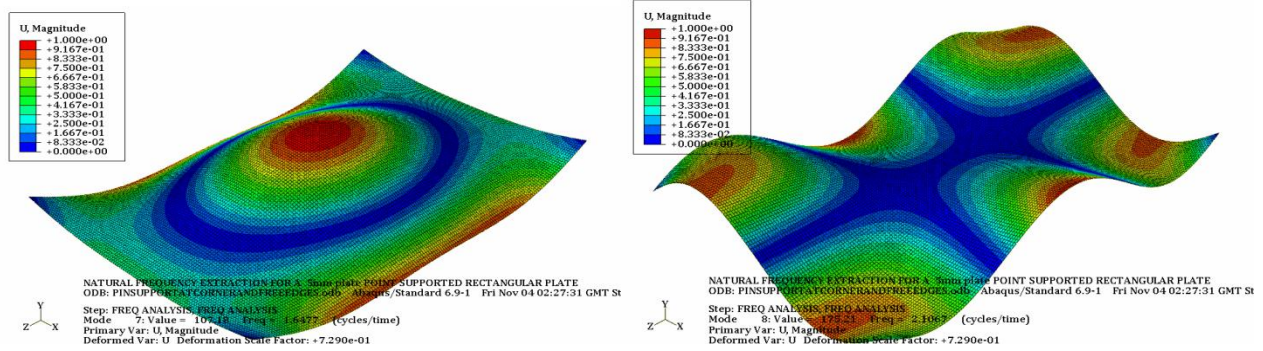 U, Magnitude
+1.000e+00
+9.167e-01
+8.333e-01
+7.500e-01
+6.667e-01
+5.833e-01
+5.000e-01
+4.167e-01
+3.333e-01
+2.500e-01
+1.667e-01
+8.333e-02
+0.000e+00
Y
Z X
NATURAL FREQUENCY EXTRACTION FOR A 5mm plate POINT SUPPORTED RECTANGULAR PLATE
ODB: PINSUPPORTATCORNERANDFREEEDGES.odb Abaqus/Standard 6.9-1 Fri Nov 04 02:27:31 GMT St
Step: FREQ ANALYSIS, FREQ ANALYSIS
Mode 7: Value = 107.18 Freq = 1.6477 (cycles/time)
Primary Var: U, Magnitude
Deformed Var: U Deformation Scale Factor: +7.290e-01
U, Magnitude
+1.000e+00
+9.167e-01
+8.333e-01
+7.500e-01
+6.667e-01
+5.833e-01
+5.000e-01
+4.167e-01
+3.333e-01
+2.500e-01
+1.667e-01
+8.333e-02
+0.000e+00
Y
Z X
NATURAL FREQUENCY EXTRACTION FOR A 5mm plate POINT SUPPORTED RECTANGULAR PLATE
ODB: PINSUPPORTATCORNERANDFREEEDGES.odb Abaqus/Standard 6.9-1 Fri Nov 04 02:27:31 GMT St
Step: FREQ ANALYSIS, FREQ ANALYSIS
Mode 8: Value = 175.21 Freq = 2.1067 (cycles/time)
Primary Var: U, Magnitude
Deformed Var: U Deformation Scale Factor: +7.290e-01